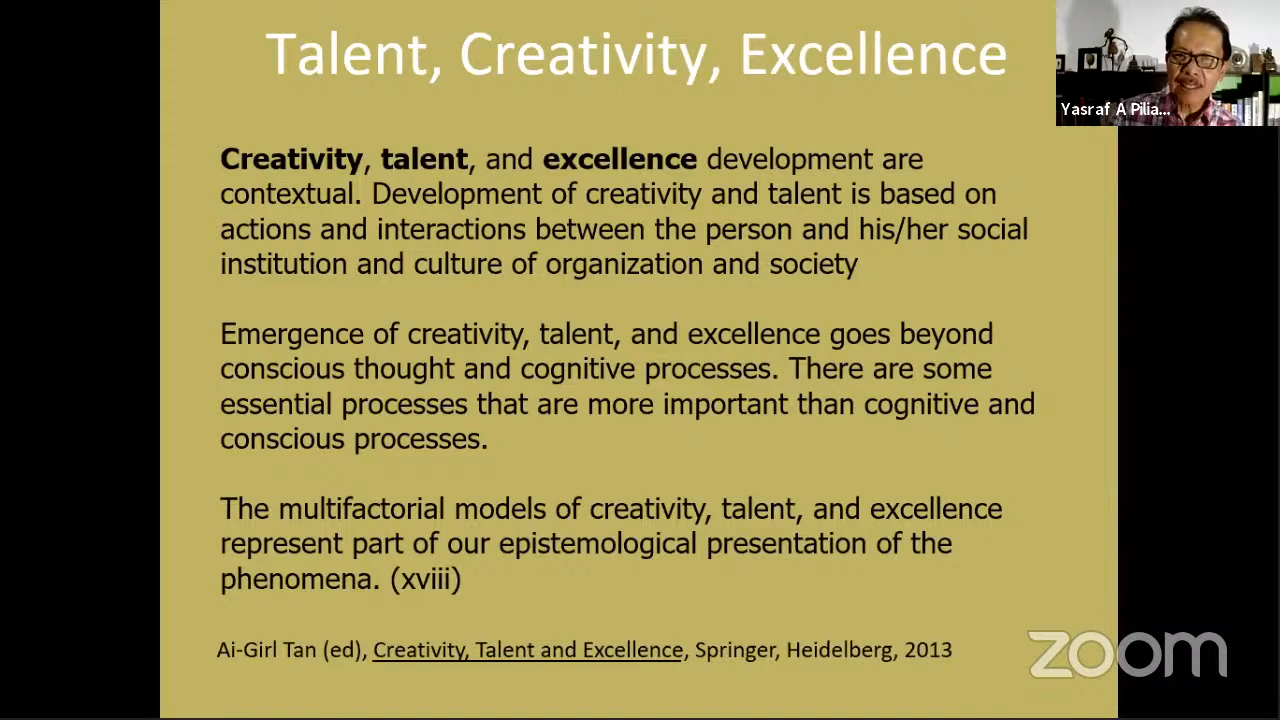 Talent, Creativity, Excellence
Yasraf A Pilia...
Creativity, talent, and excellence development are
contextual. Development of creativity and talent is based on
actions and interactions between the person and his/her social
institution and culture of organization and society
Emergence of creativity, talent, and excellence goes beyond
conscious thought and cognitive processes. There are some
essential processes that are more important than cognitive and
conscious processes.
The multifactorial models of creativity, talent, and excellence
represent part of our epistemological presentation of the
phenomena. (xviii)
Ai-Girl Tan (ed), Creativity, Talent and Excellence, Springer, Heidelberg, 2013
zoom